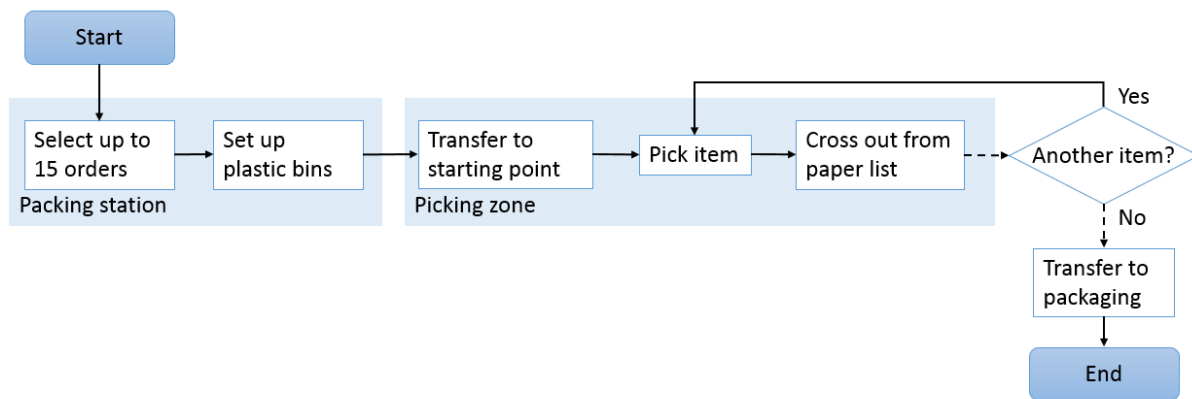 Start
Select up to
15 orders
Set up
plastic bins
Packing station
Transfer to
starting point
Pick item
Cross out from
paper list
Picking zone
Yes
Another item?
No
Transfer to
packaging
End